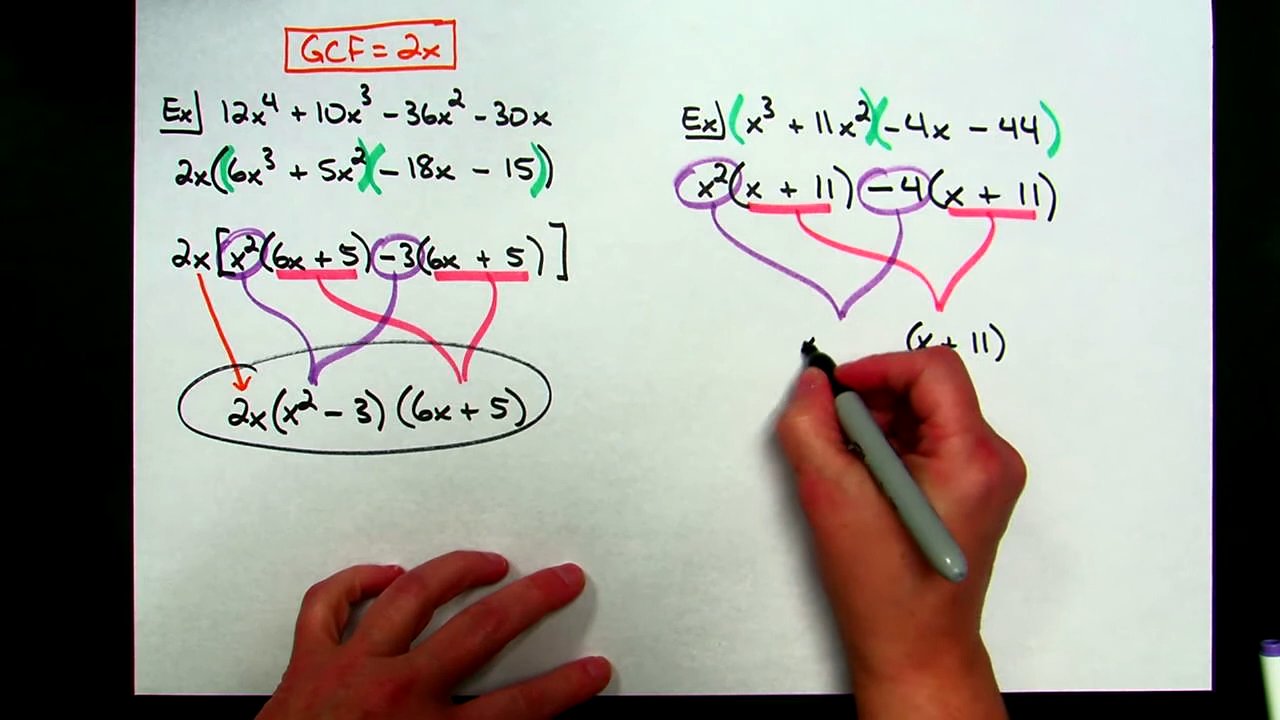 GCF = 2x
Ex] 12x⁴ + 10x³ - 36x² - 30x
2x((6x³ + 5x²)(- 18x - 15))
2x[x²(6x + 5) - 3(6x + 5)]
2x(x² - 3)(6x + 5)
Ex] (x³ + 11x²)(-4x - 44)
x²(x + 11) - 4(x + 11)
(x + 11)